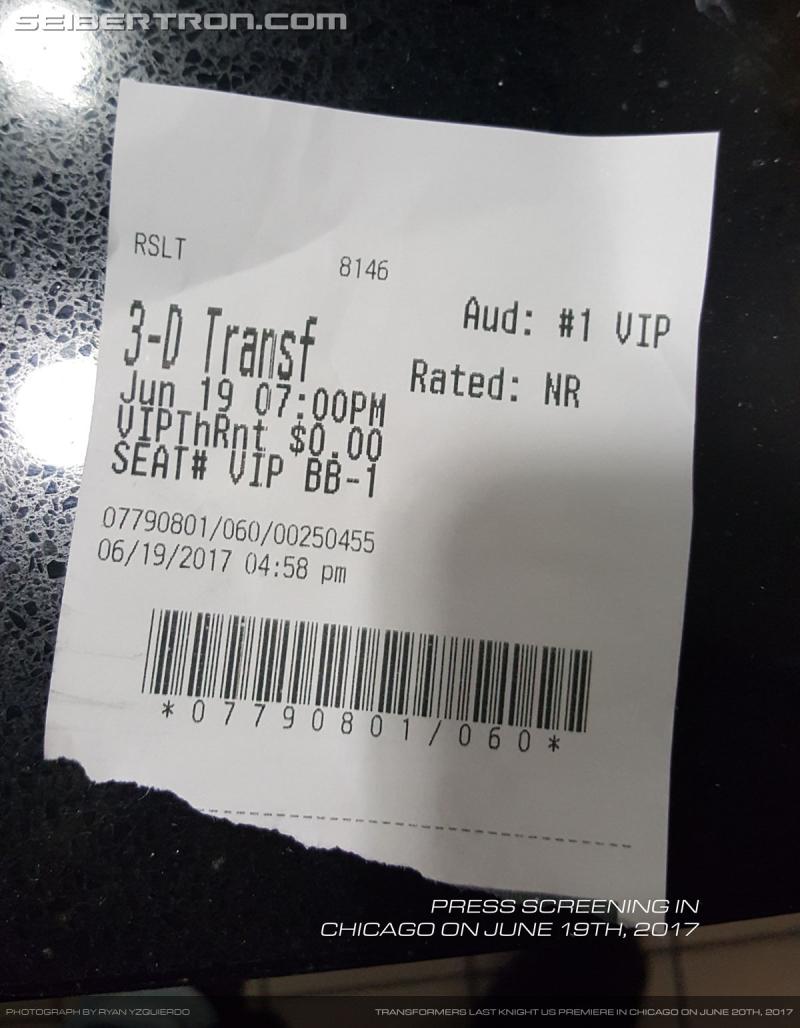 SEIBERTRON.COM
RSLT 8146
Aud: #1 VIP
3-D Transf
Rated: NR
Jun 19 07:00PM
VIPThRnt $0.00
SEAT# VIP BB-1
07790801/060/00250455
06/19/2017 04:58 pm
*07790801/060*
PRESS SCREENING IN
CHICAGO ON JUNE 19TH, 2017
PHOTOGRAPH BY RYAN YZQUIERDO
TRANSFORMERS LAST KNIGHT US PREMIERE IN CHICAGO ON JUNE 20TH, 2017